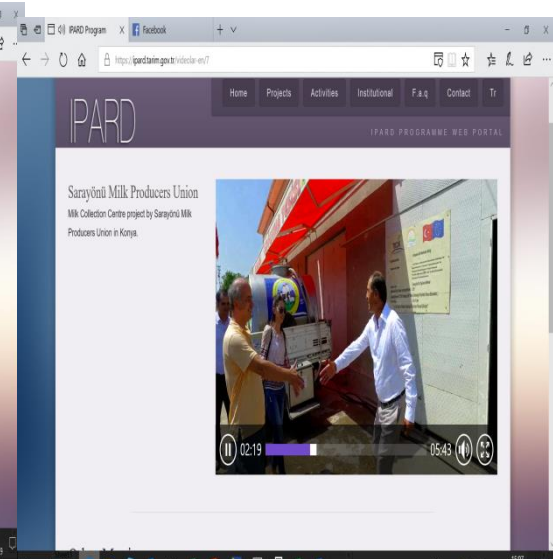 IPARD Program
Facebook
https://ipard.tarim.gov.tr/videolar-en/7
Home Projects Activities Institutional F.a.q Contact Tr
IPARD
IPARD PROGRAMME WEB PORTAL
Sarayönü Milk Producers Union
Milk Collection Centre project by Sarayönü Milk
Producers Union in Konya.
02:19
05:43